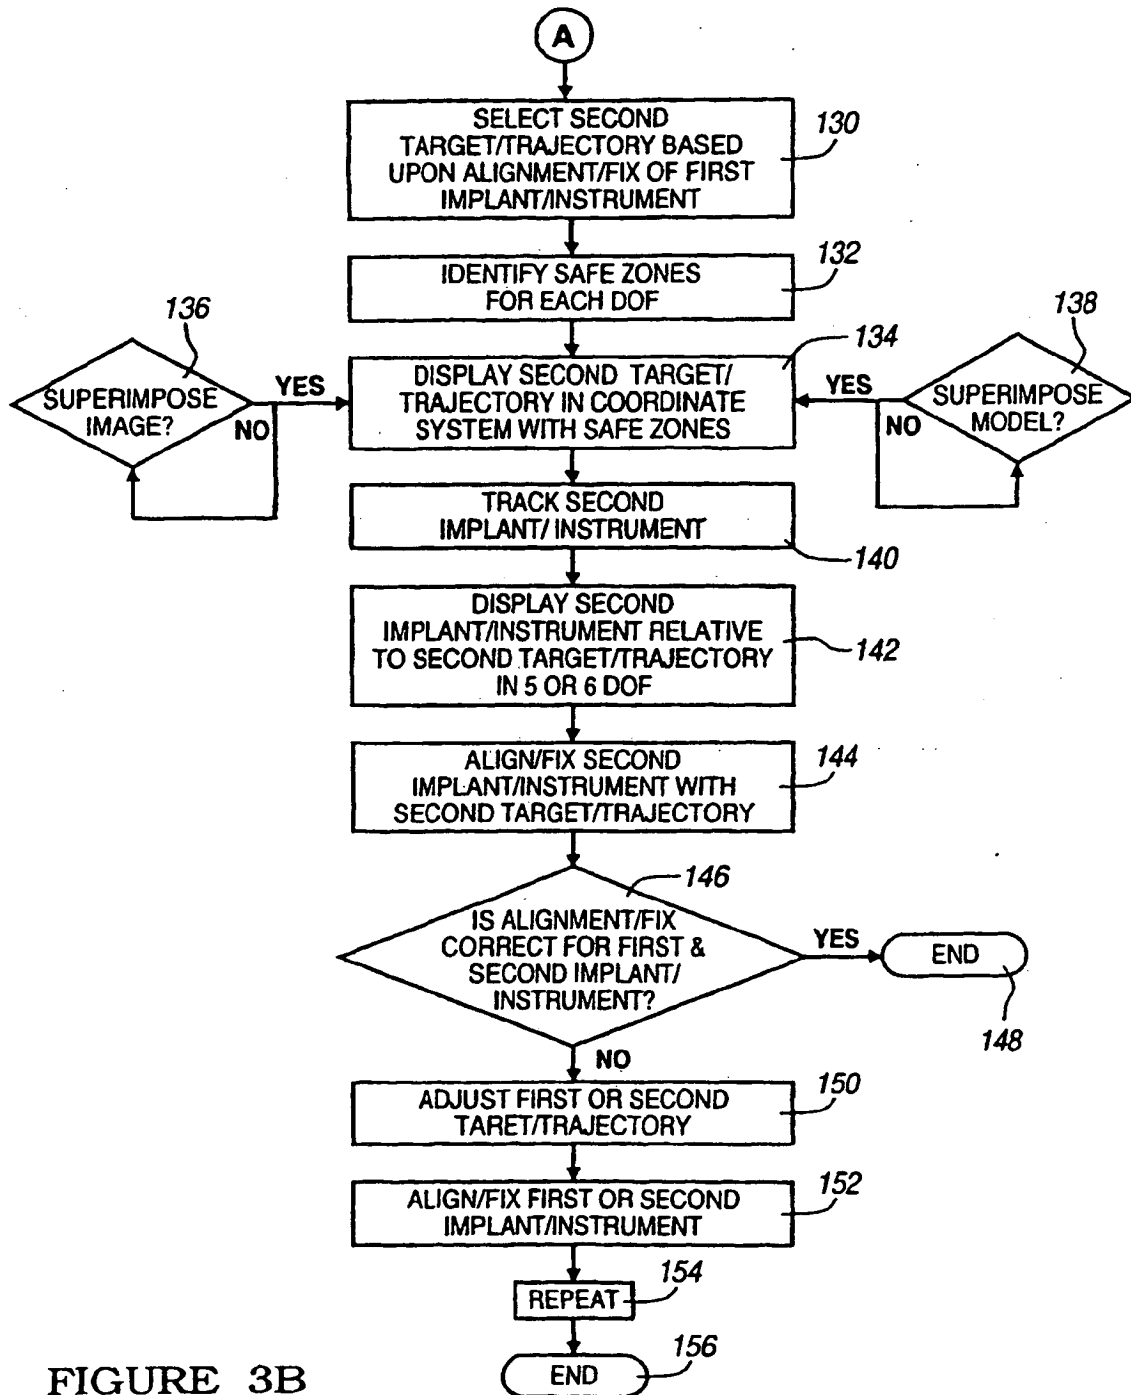 A
SELECT SECOND
TARGET/TRAJECTORY BASED
UPON ALIGNMENT/FIX OF FIRST
IMPLANT/INSTRUMENT
130
IDENTIFY SAFE ZONES
FOR EACH DOF
132
136
SUPERIMPOSE
IMAGE?
YES
NO
DISPLAY SECOND TARGET/
TRAJECTORY IN COORDINATE
SYSTEM WITH SAFE ZONES
134
YES
NO
138
SUPERIMPOSE
MODEL?
TRACK SECOND
IMPLANT/ INSTRUMENT
140
DISPLAY SECOND
IMPLANT/INSTRUMENT RELATIVE
TO SECOND TARGET/TRAJECTORY
IN 5 OR 6 DOF
142
ALIGN/FIX SECOND
IMPLANT/INSTRUMENT WITH
SECOND TARGET/TRAJECTORY
144
146
IS ALIGNMENT/FIX
CORRECT FOR FIRST &
SECOND IMPLANT/
INSTRUMENT?
YES
END
148
NO
ADJUST FIRST OR SECOND
TARET/TRAJECTORY
150
ALIGN/FIX FIRST OR SECOND
IMPLANT/INSTRUMENT
152
REPEAT
154
END
156
FIGURE 3B